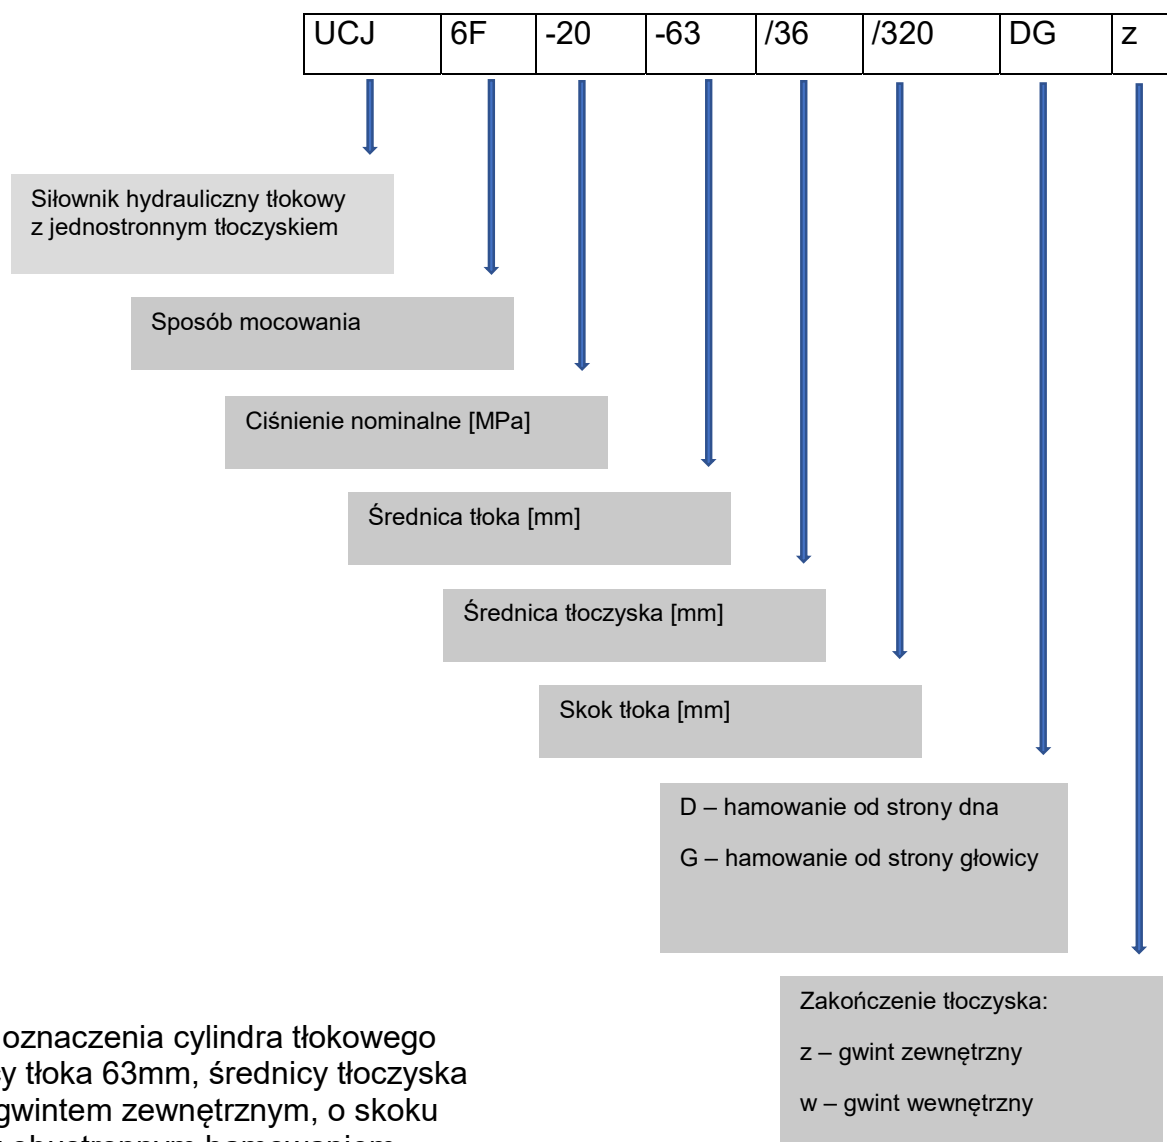 UCJ 6F -20 -63 /36 /320 DG z
Siłownik hydrauliczny tłokowy
z jednostronnym tłoczyskiem
Sposób mocowania
Ciśnienie nominalne [MPa]
Średnica tłoka [mm]
Średnica tłoczyska [mm]
Skok tłoka [mm]
D – hamowanie od strony dna
G – hamowanie od strony głowicy
Zakończenie tłoczyska:
z – gwint zewnętrzny
w – gwint wewnętrzny
oznaczenia cylindra tłokowego
y tłoka 63mm, średnicy tłoczyska
gwintem zewnętrznym, o skoku
obustronnym hamowaniem